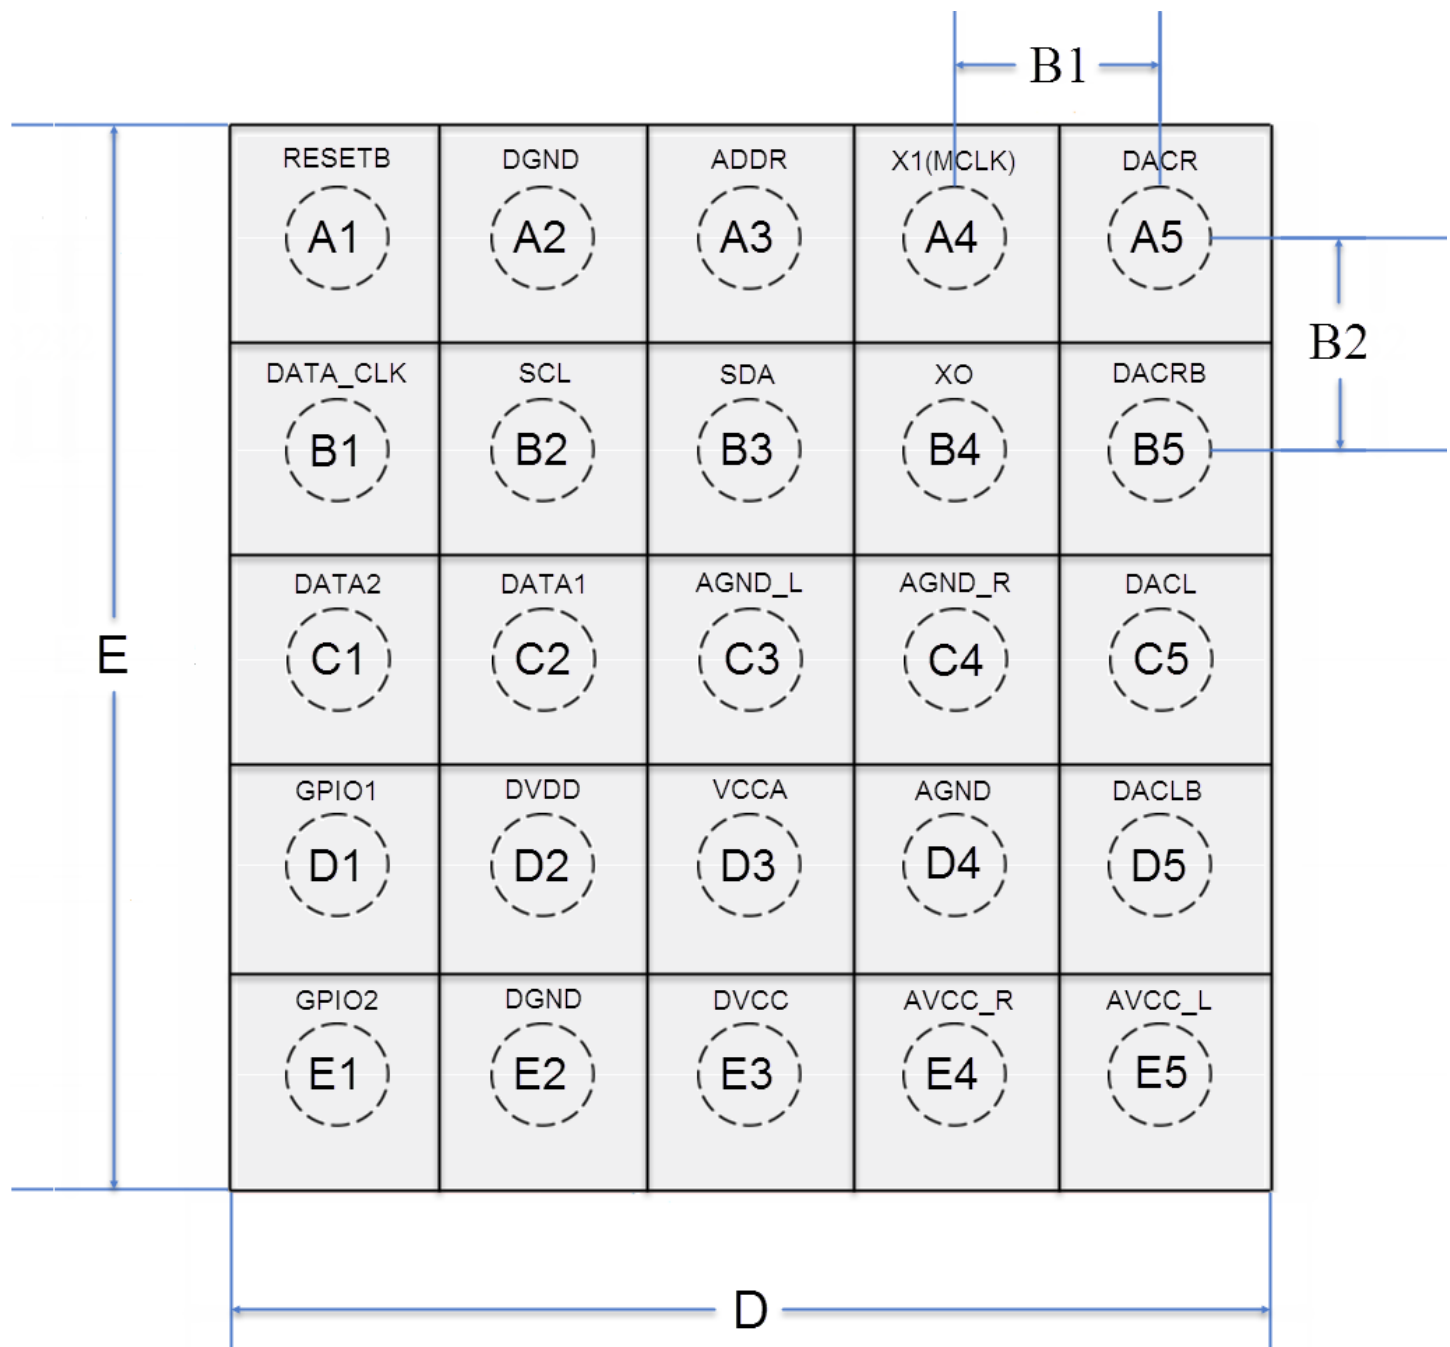 B1
RESETB DGND ADDR X1(MCLK) DACR
A1 A2 A3 A4 A5
B2
DATA_CLK SCL SDA XO DACRB
B1 B2 B3 B4 B5
DATA2 DATA1 AGND_L AGND_R DACL
E
C1 C2 C3 C4 C5
GPIO1 DVDD VCCA AGND DACLB
D1 D2 D3 D4 D5
GPIO2 DGND DVCC AVCC_R AVCC_L
E1 E2 E3 E4 E5
D